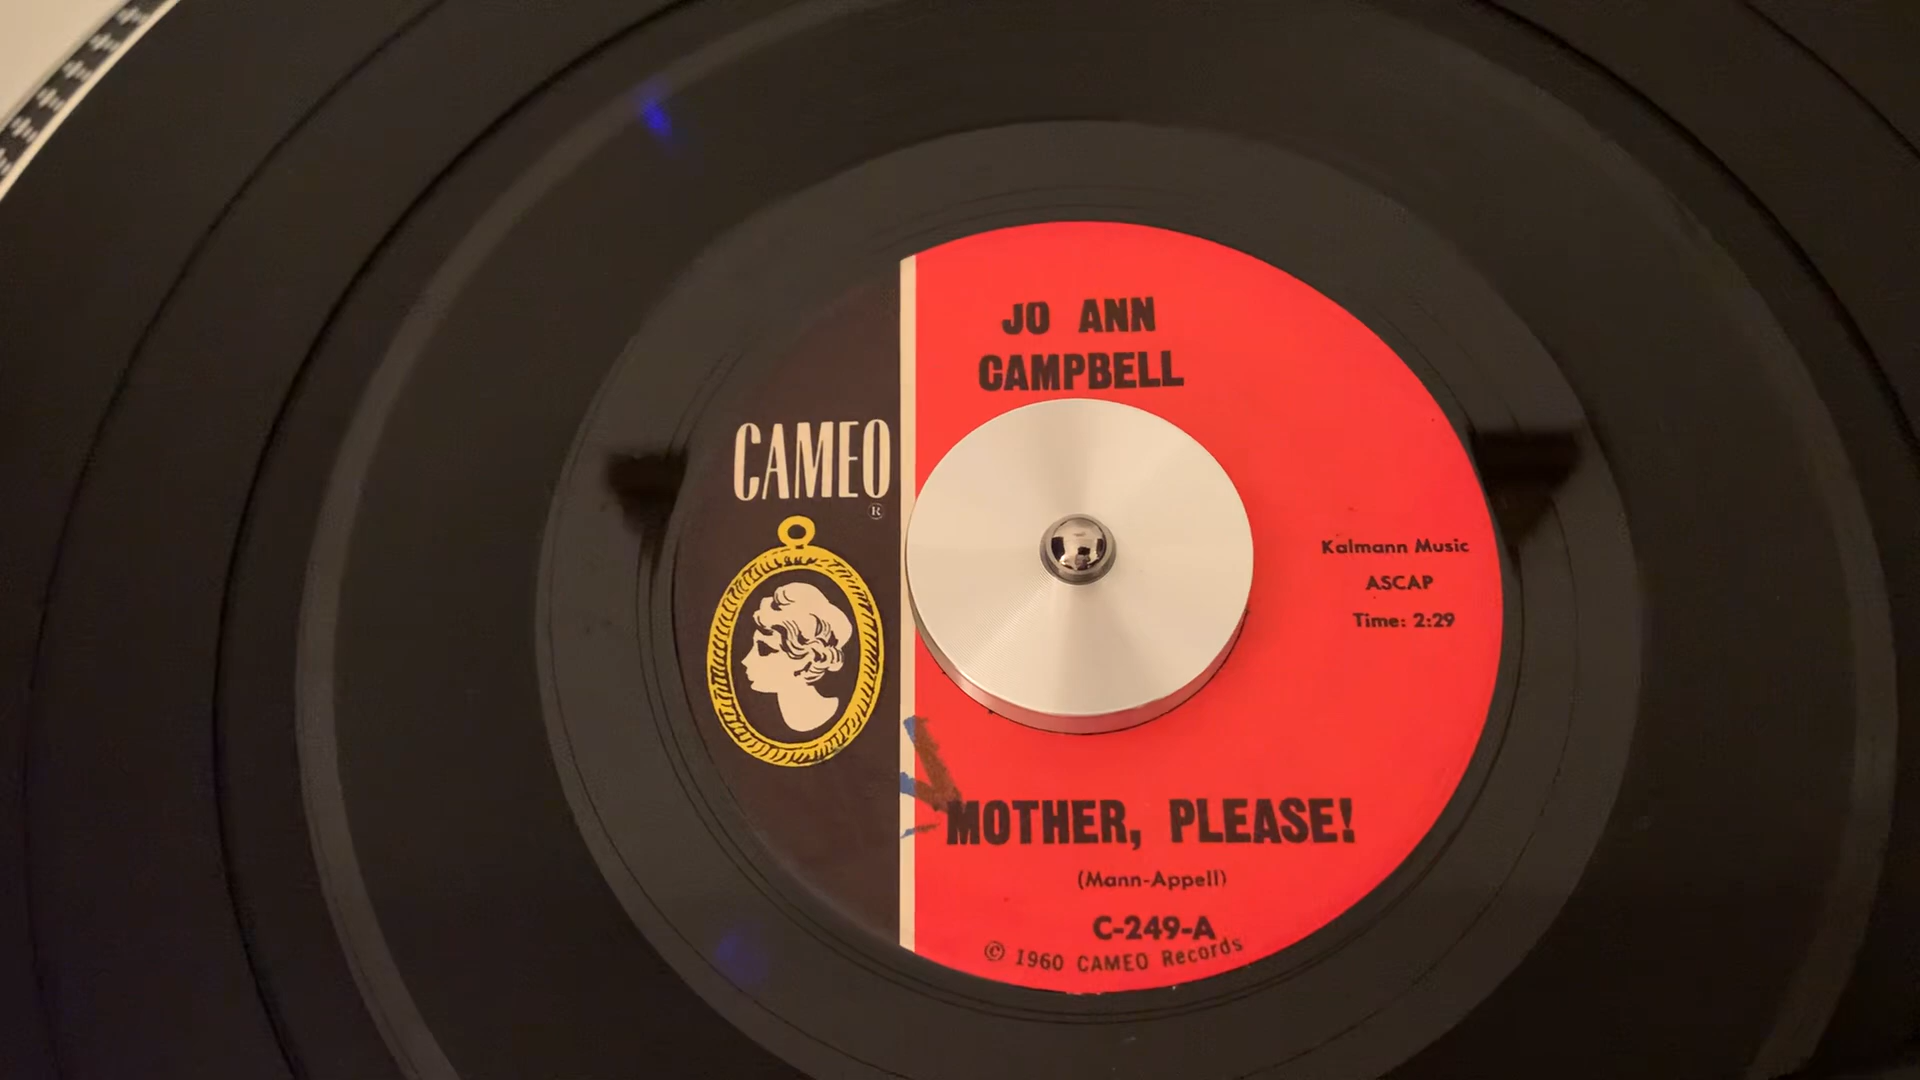 JO ANN
CAMPBELL
CAMEO
®
Kalmann Music
ASCAP
Time: 2:29
MOTHER, PLEASE!
(Mann-Appell)
C-249-A
© 1960 CAMEO Records